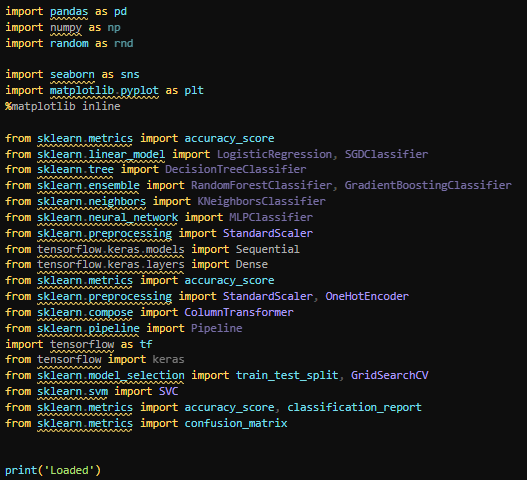 import pandas as pd
import numpy as np
import random as rnd
import seaborn as sns
import matplotlib.pyplot as plt
%matplotlib inline
from sklearn.metrics import accuracy_score
from sklearn.linear_model import LogisticRegression, SGDClassifier
from sklearn.tree import DecisionTreeClassifier
from sklearn.ensemble import RandomForestClassifier, GradientBoostingClassifier
from sklearn.neighbors import KNeighborsClassifier
from sklearn.neural_network import MLPClassifier
from sklearn.preprocessing import StandardScaler
from tensorflow.keras.models import Sequential
from tensorflow.keras.layers import Dense
from sklearn.metrics import accuracy_score
from sklearn.preprocessing import StandardScaler, OneHotEncoder
from sklearn.compose import ColumnTransformer
from sklearn.pipeline import Pipeline
import tensorflow as tf
from tensorflow import keras
from sklearn.model_selection import train_test_split, GridSearchCV
from sklearn.svm import SVC
from sklearn.metrics import accuracy_score, classification_report
from sklearn.metrics import confusion_matrix
print('Loaded')